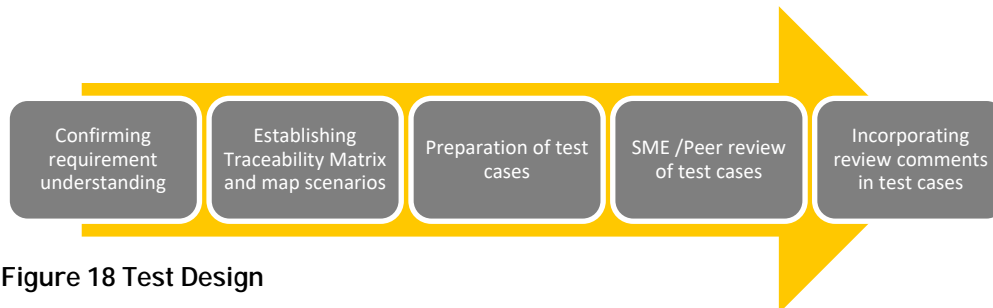 Confirming
requirement
understanding
Establishing
Traceability Matrix
and map scenarios
Preparation of test
cases
SME /Peer review
of test cases
Incorporating
review comments
in test cases
Figure 18 Test Design